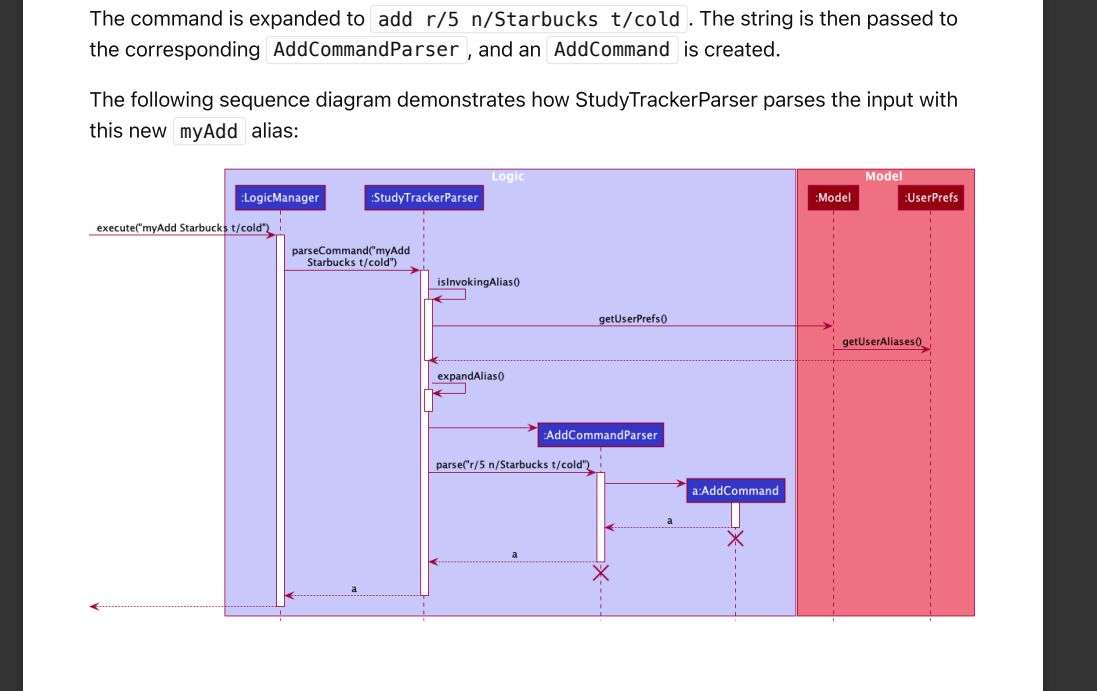 The command is expanded to add r/5 n/Starbucks t/cold . The string is then passed to
the corresponding AddCommandParser , and an AddCommand is created.
The following sequence diagram demonstrates how StudyTrackerParser parses the input with
this new myAdd alias:
Logic
Model
:LogicManager
:StudyTrackerParser
:Model
:UserPrefs
execute("myAdd Starbucks t/cold")
parseCommand("myAdd
Starbucks t/cold")
isInvokingAlias()
getUserPrefs()
getUserAliases()
expandAlias()
:AddCommandParser
parse("r/5 n/Starbucks t/cold")
a:AddCommand
a
a
a